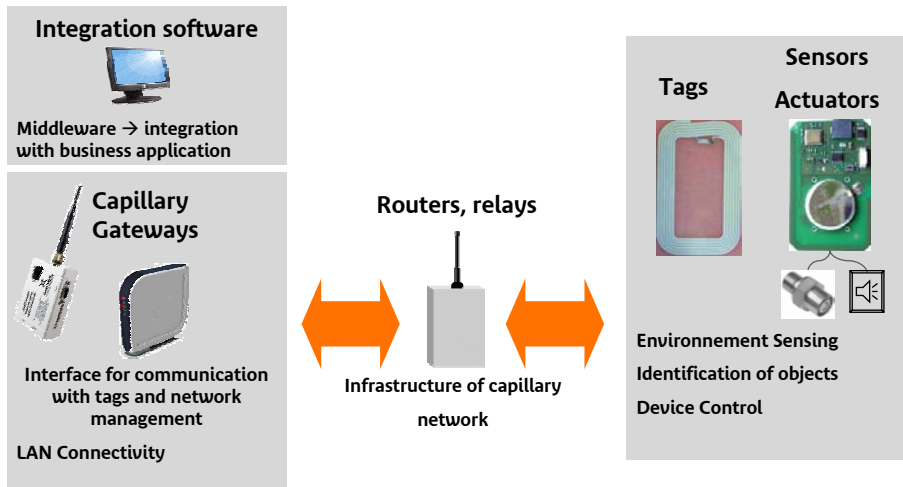 Integration software
Middleware → integration
with business application
Capillary
Gateways
Interface for communication
with tags and network
management
LAN Connectivity
Routers, relays
Infrastructure of capillary
network
Tags
Sensors
Actuators
Environnement Sensing
Identification of objects
Device Control